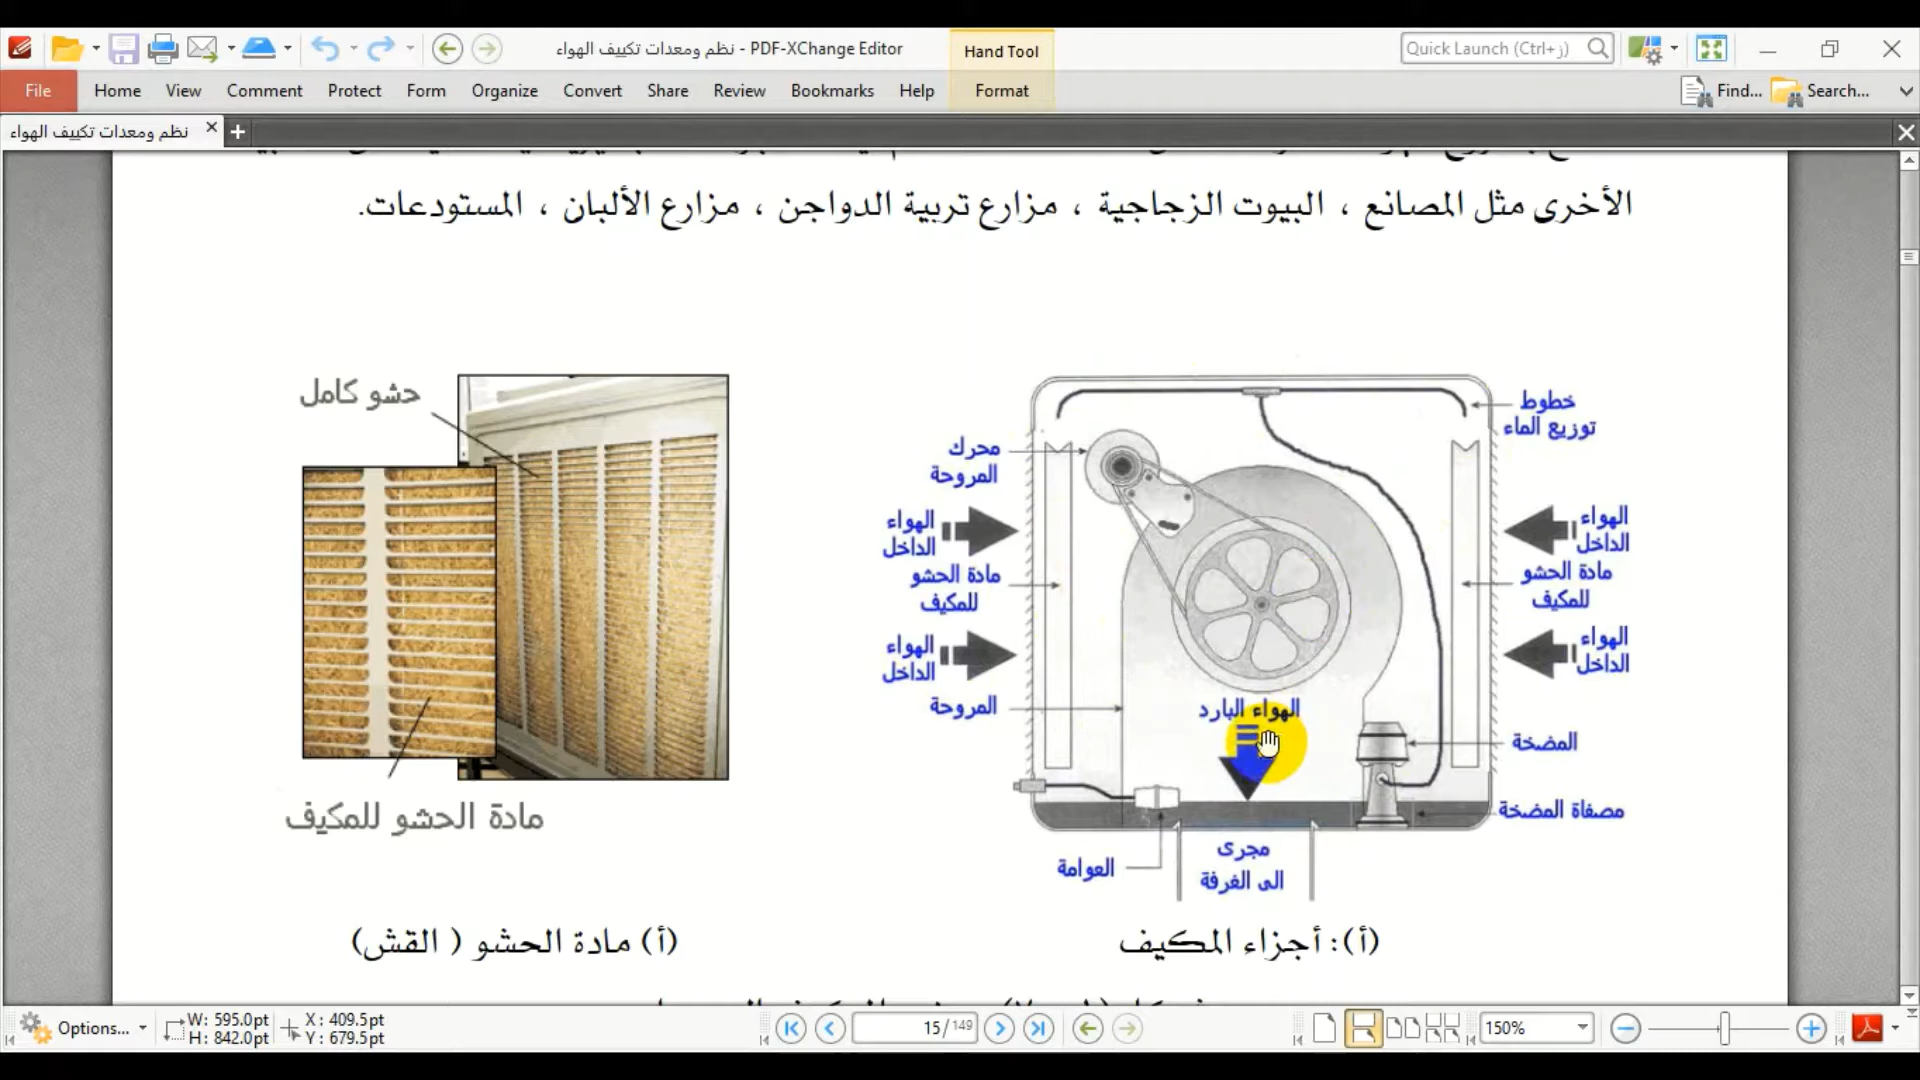 نظم ومعدات تكييف الهواء - PDF-XChange Editor
Hand Tool
Quick Launch (Ctrl+ز)
File
Home
View
Comment
Protect
Form
Organize
Convert
Share
Review
Bookmarks
Help
Format
Find...
Search...
نظم ومعدات تكييف الهواء
الأخرى مثل المصانع ، البيوت الزجاجية ، مزارع تربية الدواجن ، مزارع الألبان ، المستودعات.
خطوط
توزيع الماء
محرك
المروحة
الهواء
الداخل
الهواء
الداخل
مادة الحشو
للمكيف
مادة الحشو
للمكيف
الهواء
الداخل
الهواء
الداخل
المروحة
الهواء البارد
المضخة
مصفاة المضخة
العوامة
مجرى
الى الغرفة
(أ): أجزاء المكيف
حشو كامل
مادة الحشو للمكيف
(أ) مادة الحشو ( القش)
Options...
W: 595.0pt
H: 842.0pt
X: 409.5pt
Y: 679.5pt
15 / 149
150%